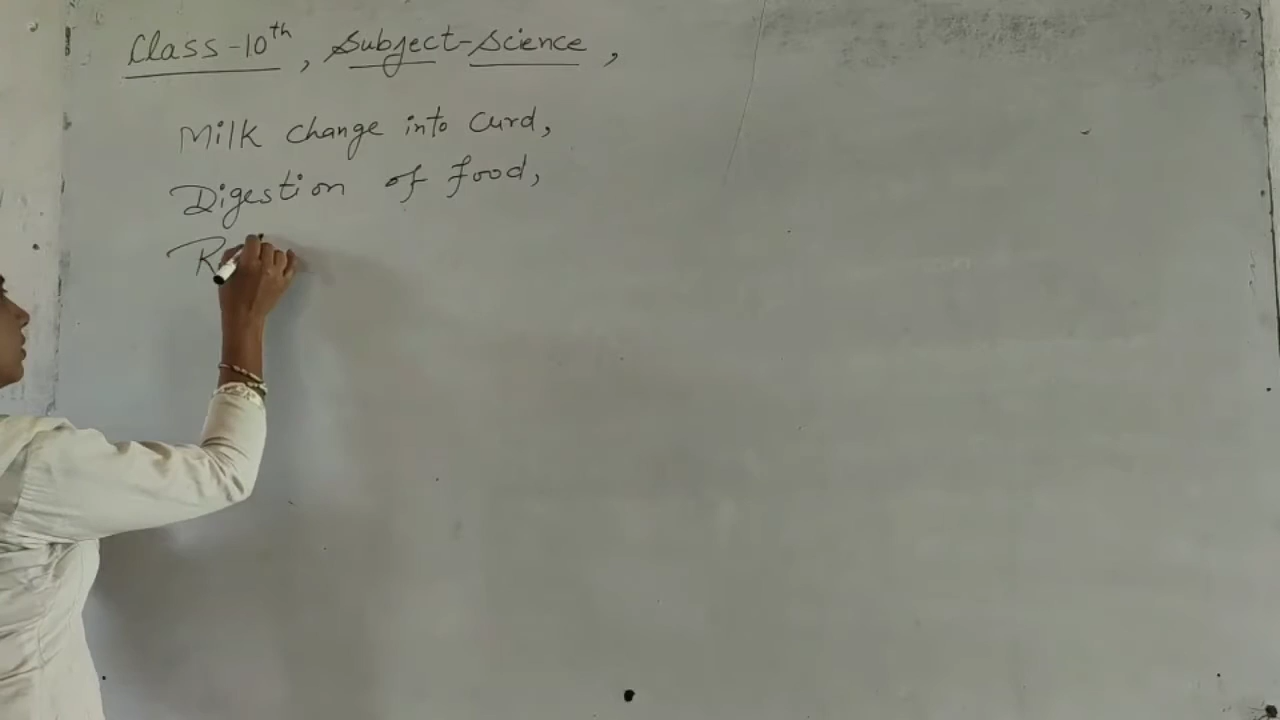 Class-10th, Subject-Science,
Milk change into curd,
Digestion of food,
R